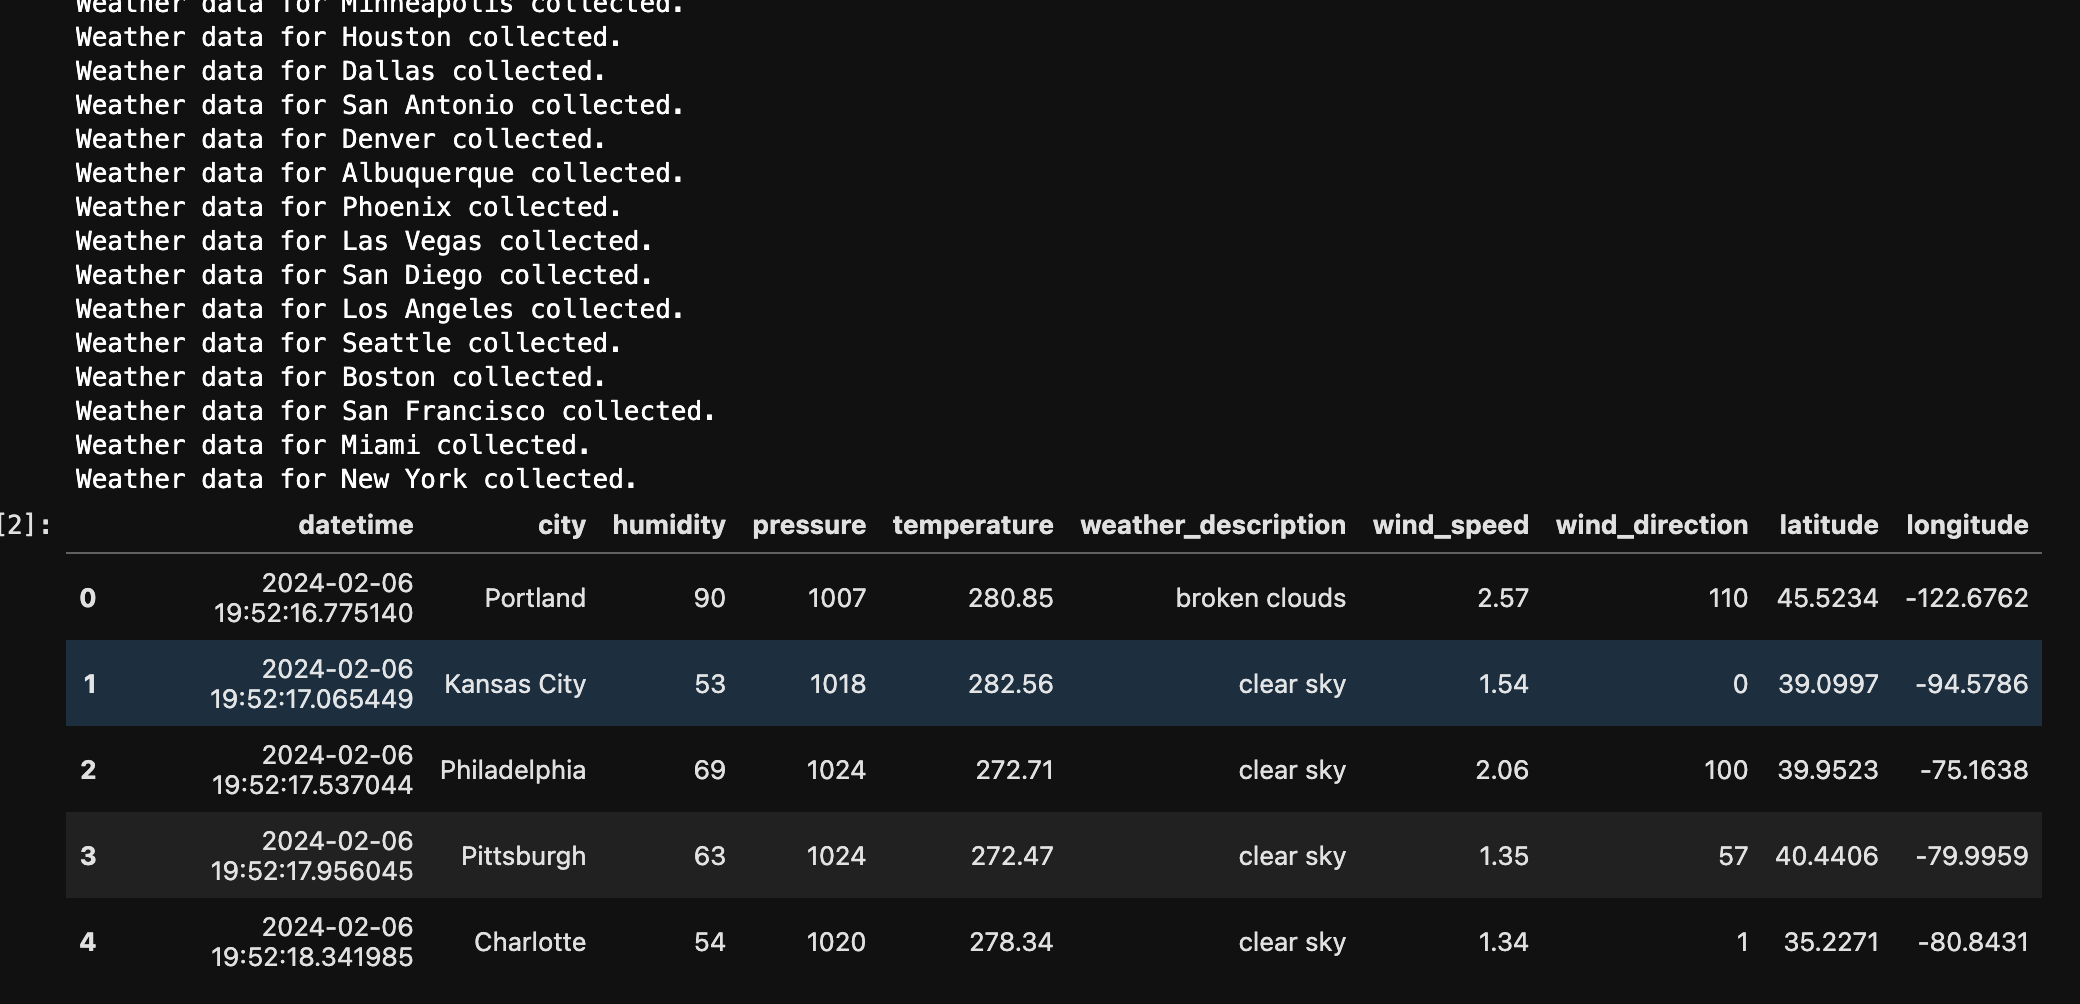 Weather data for Minneapolis collected.
Weather data for Houston collected.
Weather data for Dallas collected.
Weather data for San Antonio collected.
Weather data for Denver collected.
Weather data for Albuquerque collected.
Weather data for Phoenix collected.
Weather data for Las Vegas collected.
Weather data for San Diego collected.
Weather data for Los Angeles collected.
Weather data for Seattle collected.
Weather data for Boston collected.
Weather data for San Francisco collected.
Weather data for Miami collected.
Weather data for New York collected.
[2]: datetime city humidity pressure temperature weather_description wind_speed wind_direction latitude longitude
0 2024-02-06 19:52:16.775140 Portland 90 1007 280.85 broken clouds 2.57 110 45.5234 -122.6762
1 2024-02-06 19:52:17.065449 Kansas City 53 1018 282.56 clear sky 1.54 0 39.0997 -94.5786
2 2024-02-06 19:52:17.537044 Philadelphia 69 1024 272.71 clear sky 2.06 100 39.9523 -75.1638
3 2024-02-06 19:52:17.956045 Pittsburgh 63 1024 272.47 clear sky 1.35 57 40.4406 -79.9959
4 2024-02-06 19:52:18.341985 Charlotte 54 1020 278.34 clear sky 1.34 1 35.2271 -80.8431